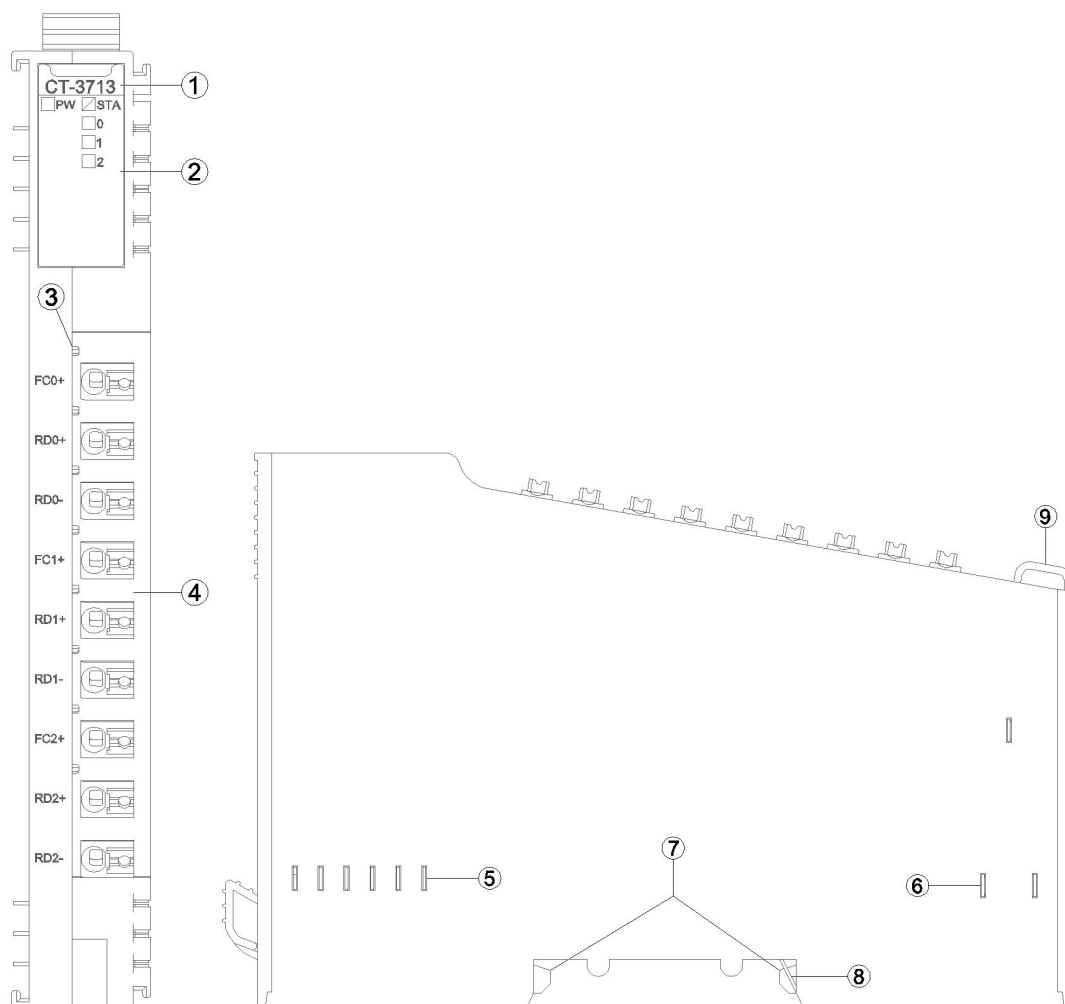 CT-3713
①
PW STA
0
1
2
②
③
FC0+
RD0+
RD0-
FC1+
④
RD1+
RD1-
FC2+
RD2+
RD2-
⑨
⑦
⑤
⑥
⑧